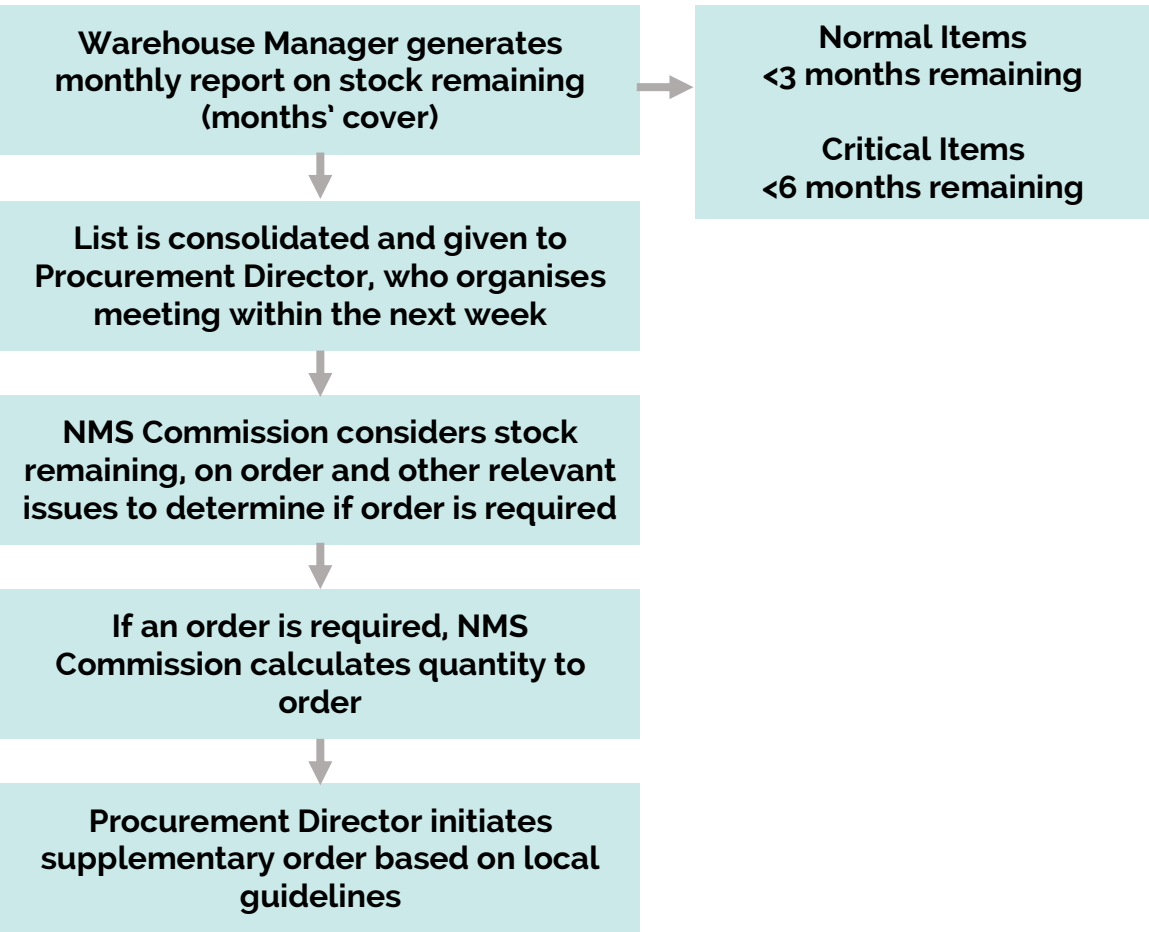 Warehouse Manager generates
monthly report on stock remaining
(months' cover)
Normal Items
<3 months remaining
Critical Items
<6 months remaining
List is consolidated and given to
Procurement Director, who organises
meeting within the next week
NMS Commission considers stock
remaining, on order and other relevant
issues to determine if order is required
If an order is required, NMS
Commission calculates quantity to
order
Procurement Director initiates
supplementary order based on local
guidelines